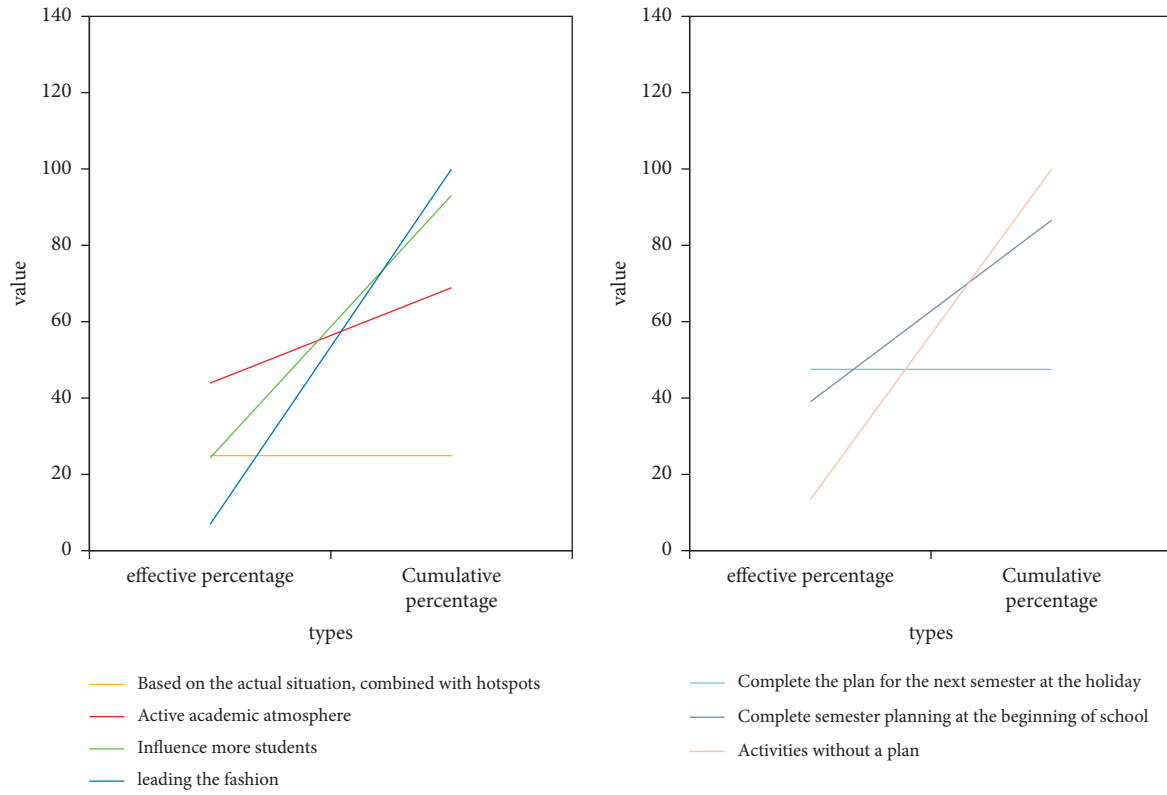 140
120
100
80
60
40
20
0
value
effective percentage
Cumulative
percentage
types
Based on the actual situation, combined with hotspots
Active academic atmosphere
Influence more students
leading the fashion
140
120
100
80
60
40
20
0
value
effective percentage
Cumulative
percentage
types
Complete the plan for the next semester at the holiday
Complete semester planning at the beginning of school
Activities without a plan